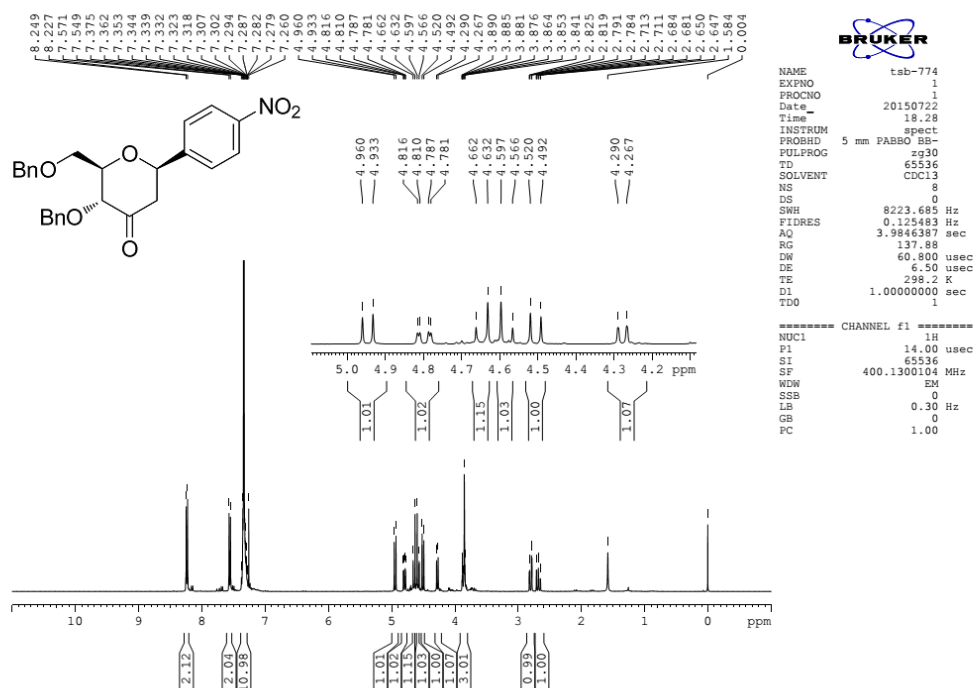 8.249
8.227
7.571
7.549
7.375
7.362
7.353
7.344
7.339
7.332
7.323
7.318
7.307
7.302
7.294
7.287
7.282
7.279
7.260
4.960
4.933
4.816
4.810
4.787
4.781
4.662
4.632
4.597
4.566
4.520
4.492
4.290
4.267
3.890
3.885
3.881
3.876
3.864
3.853
3.841
2.825
2.819
2.791
2.784
2.713
2.711
2.684
2.681
2.650
2.647
1.584
0.004
BRUKER
NAME tsb-774
EXPNO 1
PROCNO 1
Date_ 20150722
Time 18.28
INSTRUM spect
PROBHD 5 mm PABBO BB-
PULPROG zg30
TD 65536
SOLVENT CDCl3
NS 8
DS 0
SWH 8223.685 Hz
FIDRES 0.125483 Hz
AQ 3.9846387 sec
RG 137.88
DW 60.800 usec
DE 6.50 usec
TE 298.2 K
D1 1.00000000 sec
TD0 1
======== CHANNEL f1 ========
NUC1 1H
P1 14.00 usec
SI 65536
SF 400.1300104 MHz
WDW EM
SSB 0
LB 0.30 Hz
GB 0
PC 1.00
NO2
O
BnO
BnO
O
4.960
4.933
4.816
4.810
4.787
4.781
4.662
4.632
4.597
4.566
4.520
4.492
4.290
4.267
5.0 4.9 4.8 4.7 4.6 4.5 4.4 4.3 4.2 ppm
1.01
1.02
1.15
1.03
1.00
1.07
10 9 8 7 6 5 4 3 2 1 0 ppm
2.12
2.04
10.98
1.01
1.02
1.15
1.03
1.00
1.07
3.01
0.99
1.00